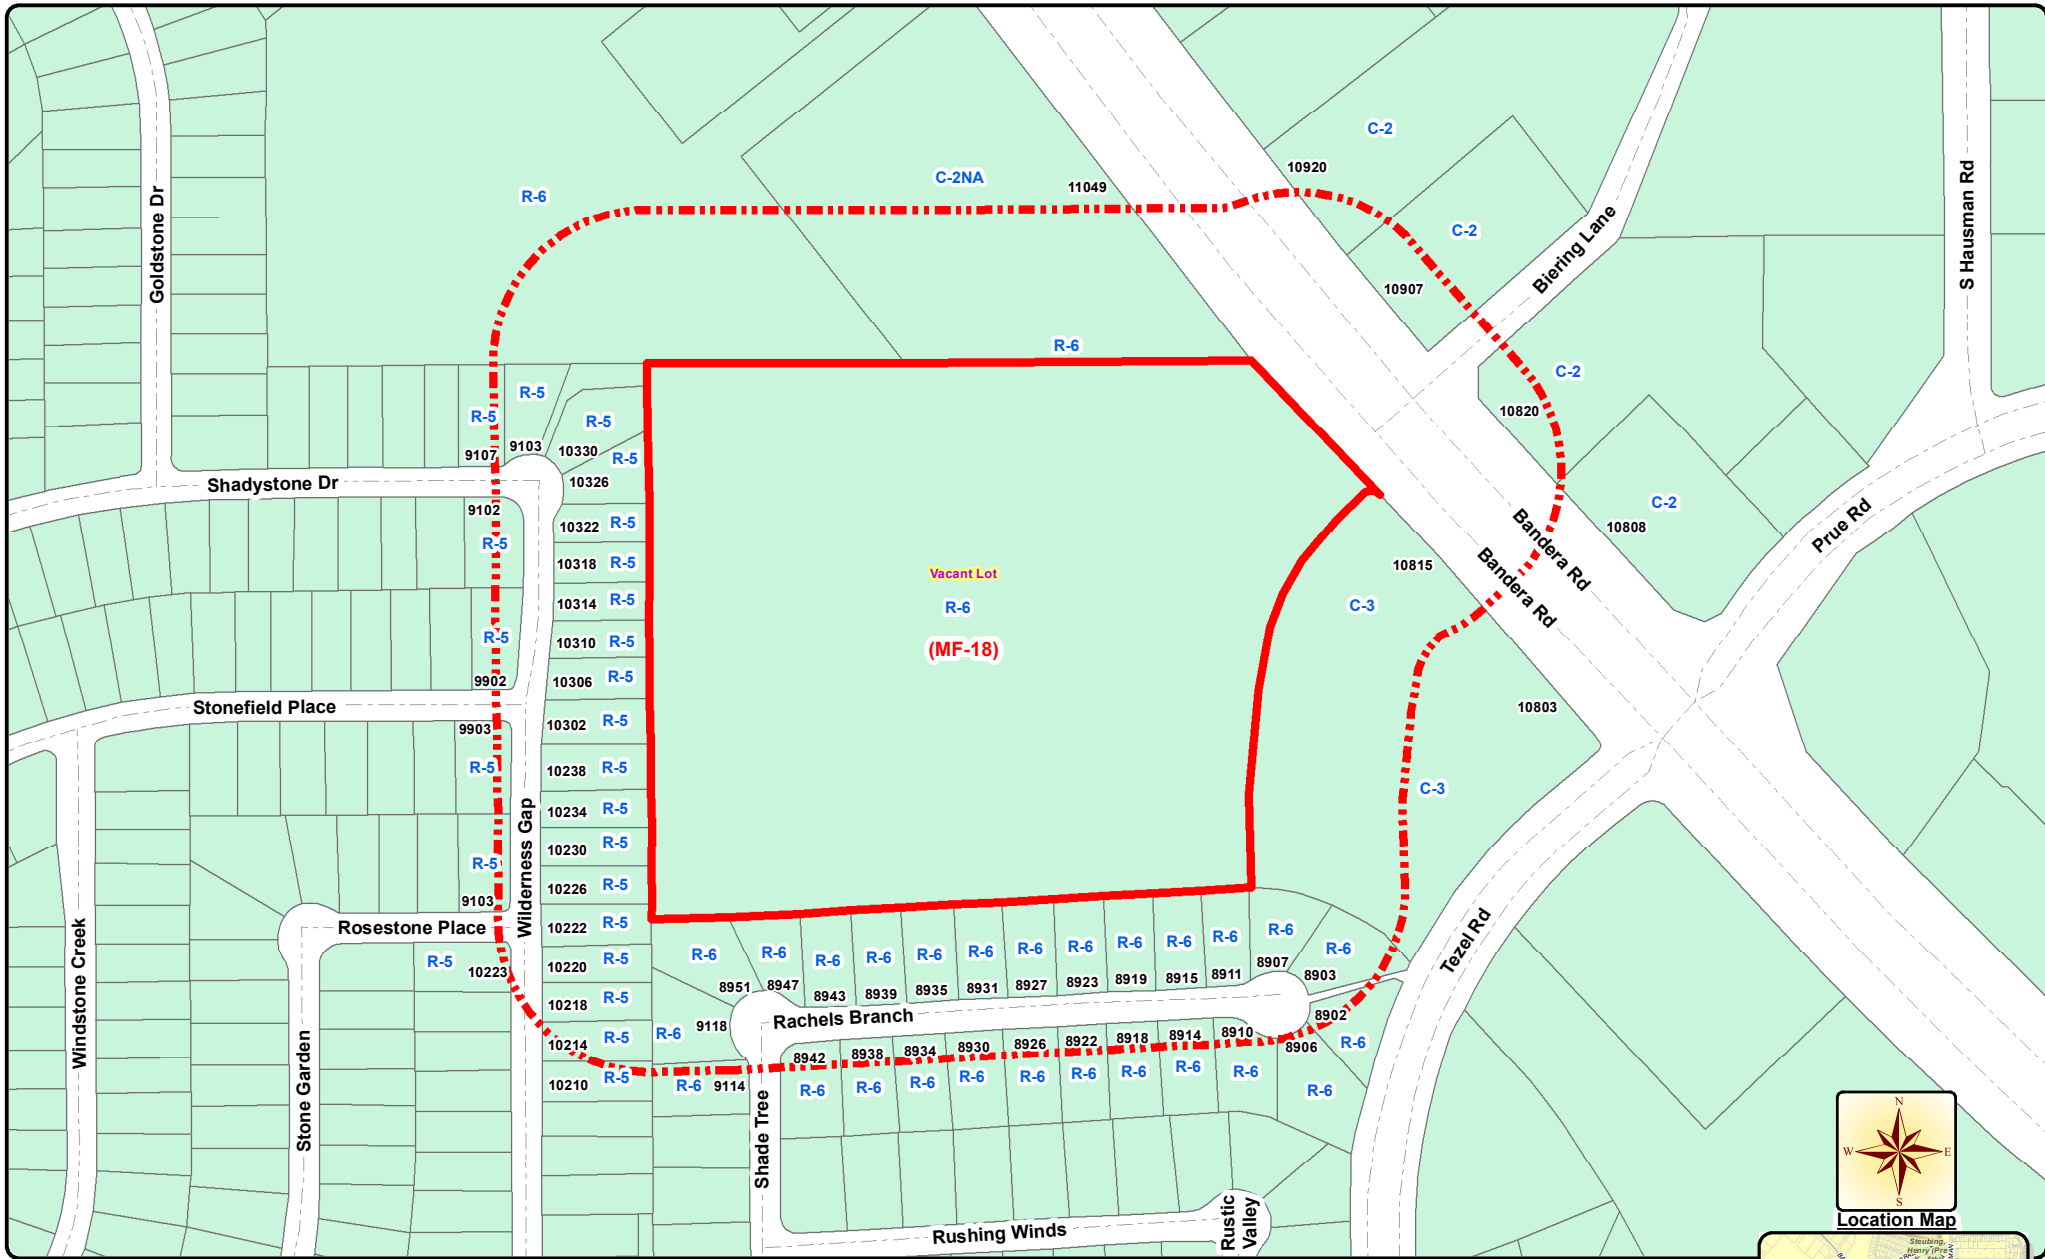 C-2
10920
C-2NA
11049
R-6
C-2
Goldstone Dr
Biering Lane
S Hausman Rd
10907
R-6
C-2
R-5
R-5
R-5
10820
9103
10330
9107
R-5
10326
Shadystone Dr
9102
C-2
10322
R-5
10808
Prue Rd
R-5
Bandera Rd
10318
R-5
10815
Vacant Lot
Bandera Rd
10314
R-5
R-6
C-3
R-5
10310
R-5
(MF-18)
9902
10306
R-5
Stonefield Place
10803
9903
10302
R-5
R-5
10238
R-5
C-3
10234
R-5
Wilderness Gap
10230
R-5
R-5
10226
R-5
9103
Rosestone Place
10222
R-5
R-6
R-6
R-6
R-6
R-6
R-6
R-6
R-6
R-6
R-6
R-6
R-6
R-6
Tezel Rd
Windstone Creek
R-5
10223
10220
R-5
8951
8947
8943
8939
8935
8931
8927
8923
8919
8915
8911
8907
8903
10218
R-5
Rachels Branch
8902
9118
R-6
10214
R-5
8942
8938
8934
8930
8926
8922
8918
8914
8910
8906
R-6
10210
R-5
R-6
9114
R-6
R-6
R-6
R-6
R-6
R-6
R-6
R-6
R-6
R-6
Stone Garden
Shade Tree
Rushing Winds
Rustic
Valley
N
W
E
S
Location Map
Steubing,